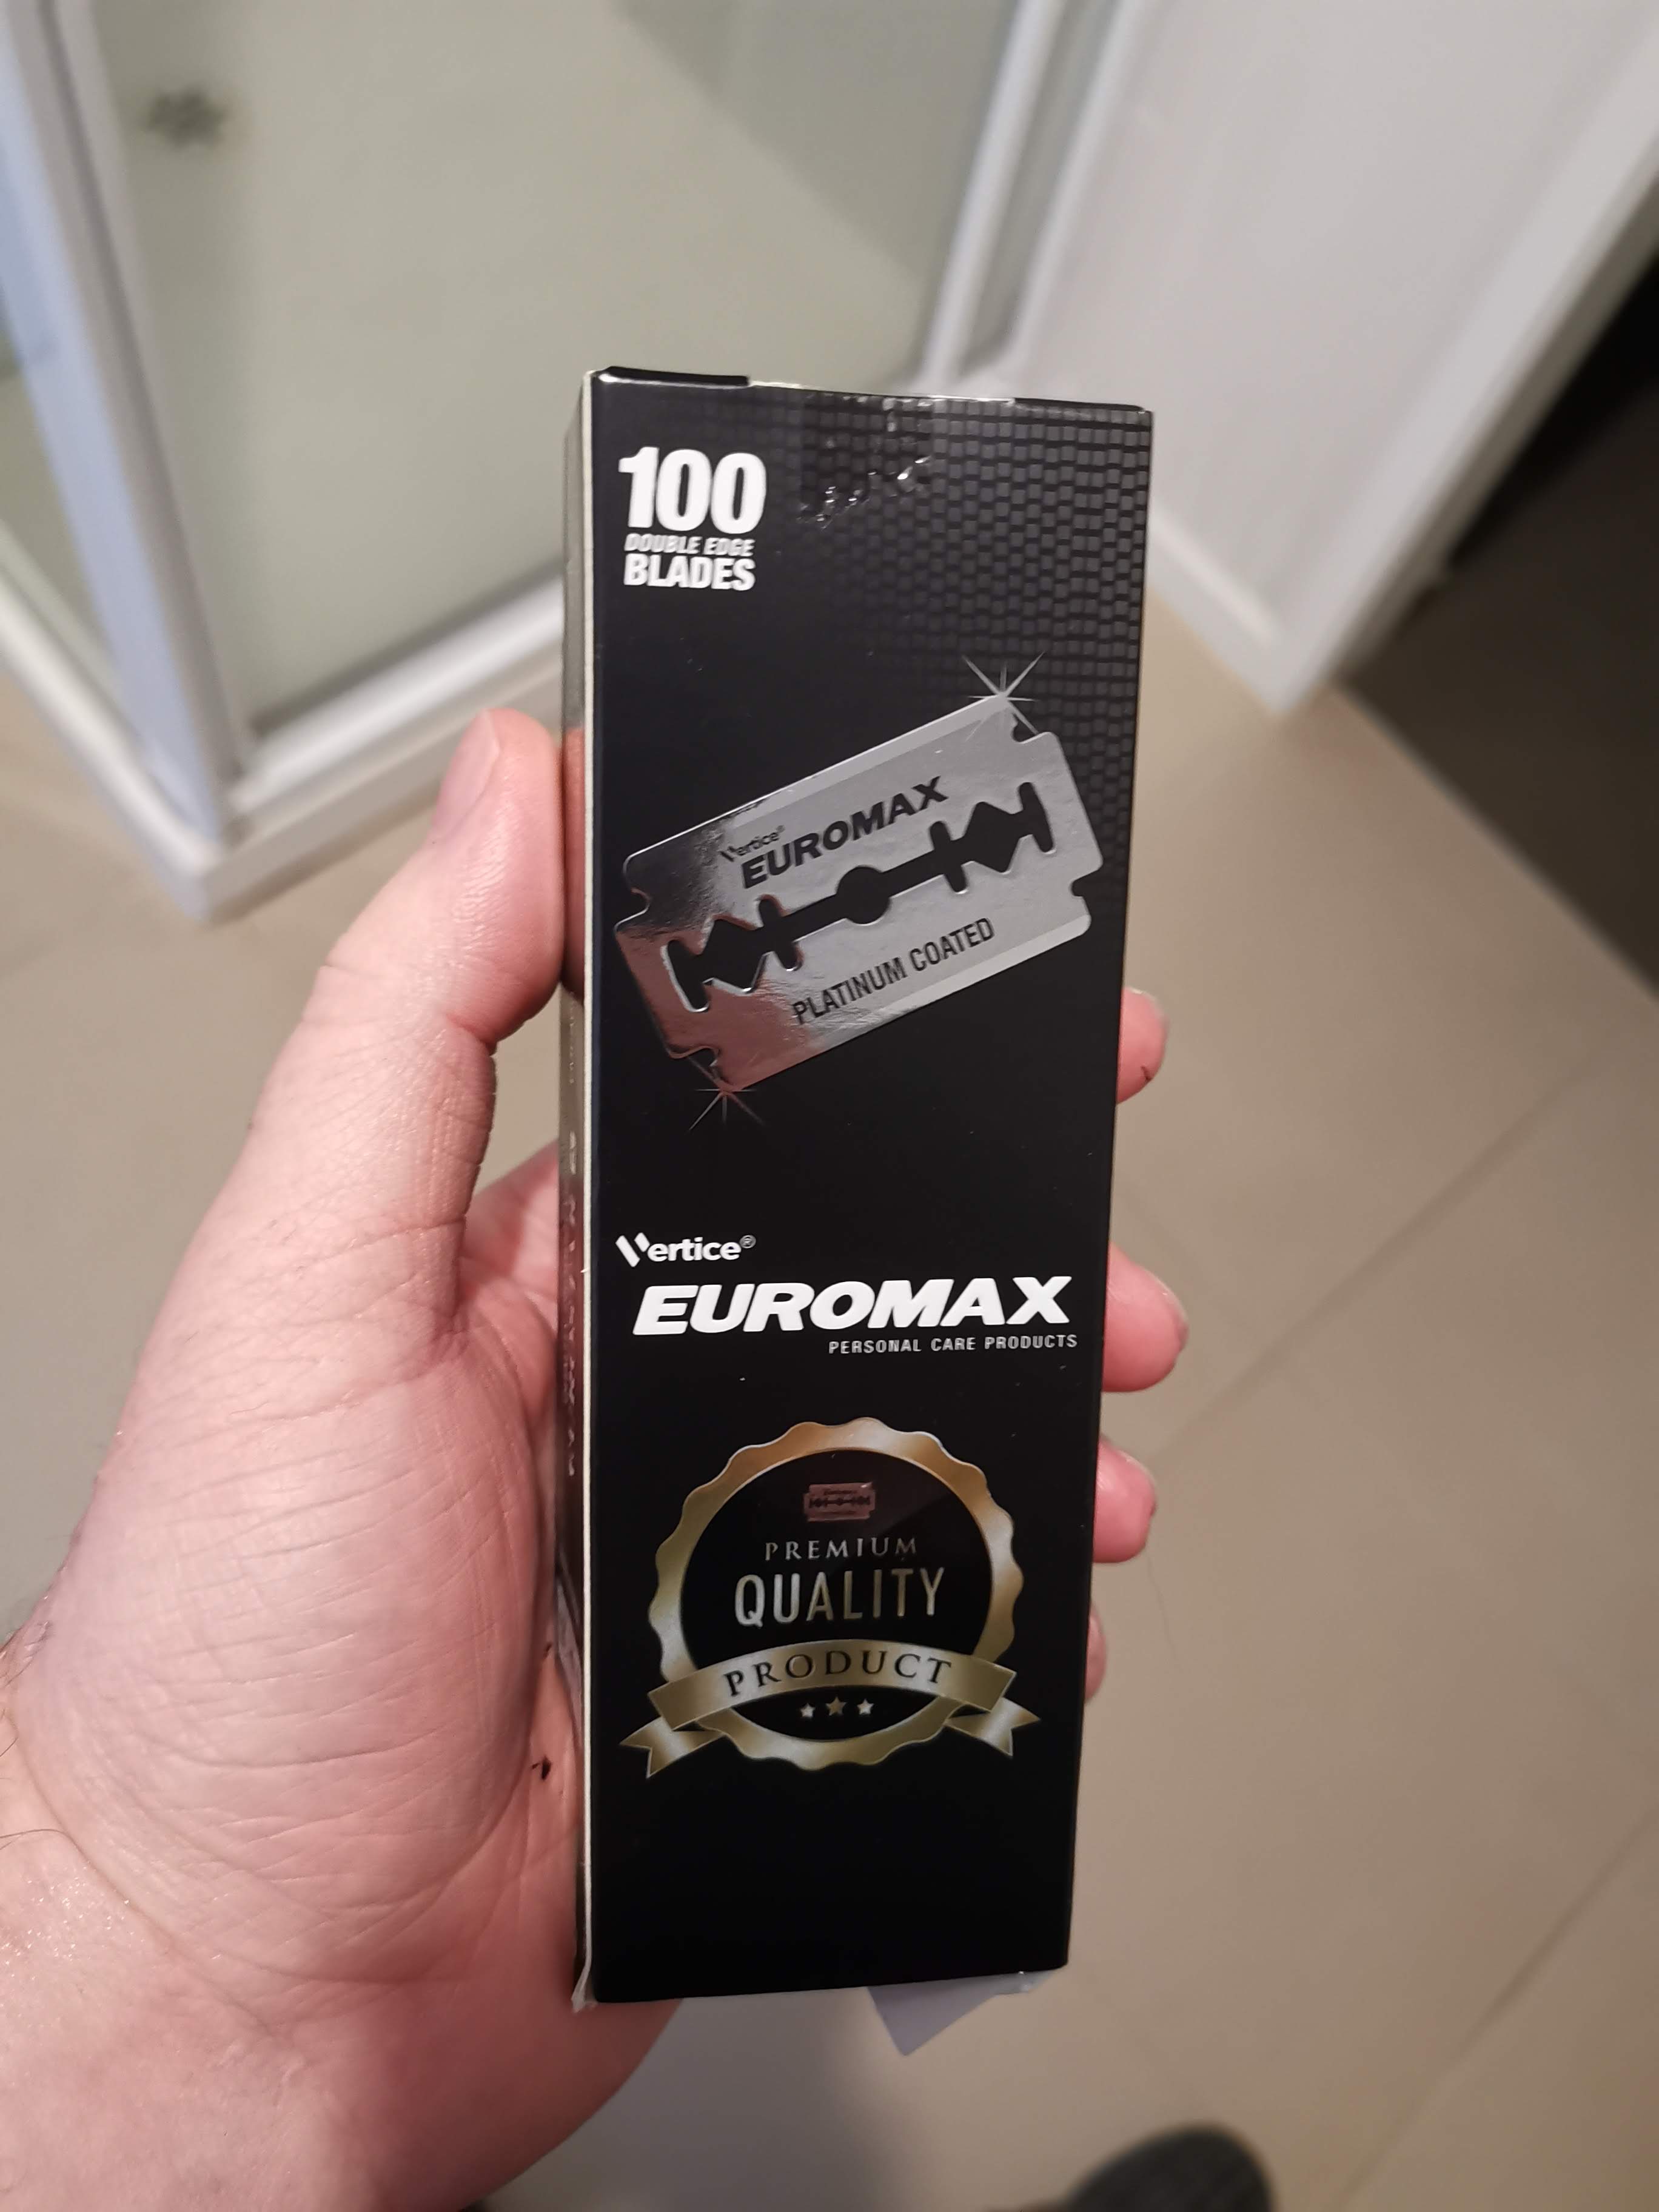 100
DOUBLE EDGE
BLADES
Vertice®
EUROMAX
PLATINUM COATED
Vertice®
EUROMAX
PERSONAL CARE PRODUCTS
PREMIUM
QUALITY
PRODUCT